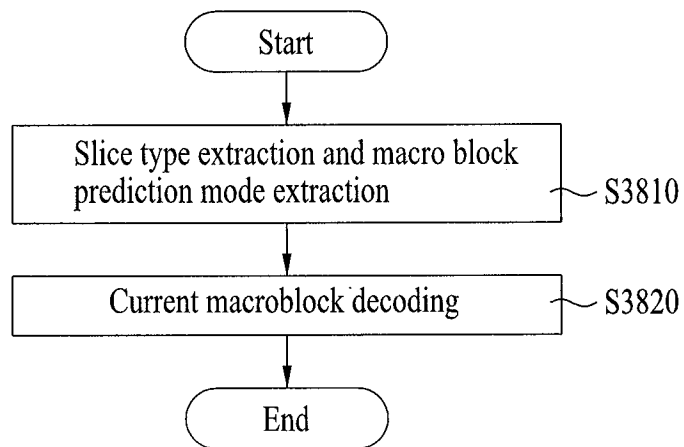 Start
Slice type extraction and macro block
prediction mode extraction
S3810
Current macroblock decoding
S3820
End